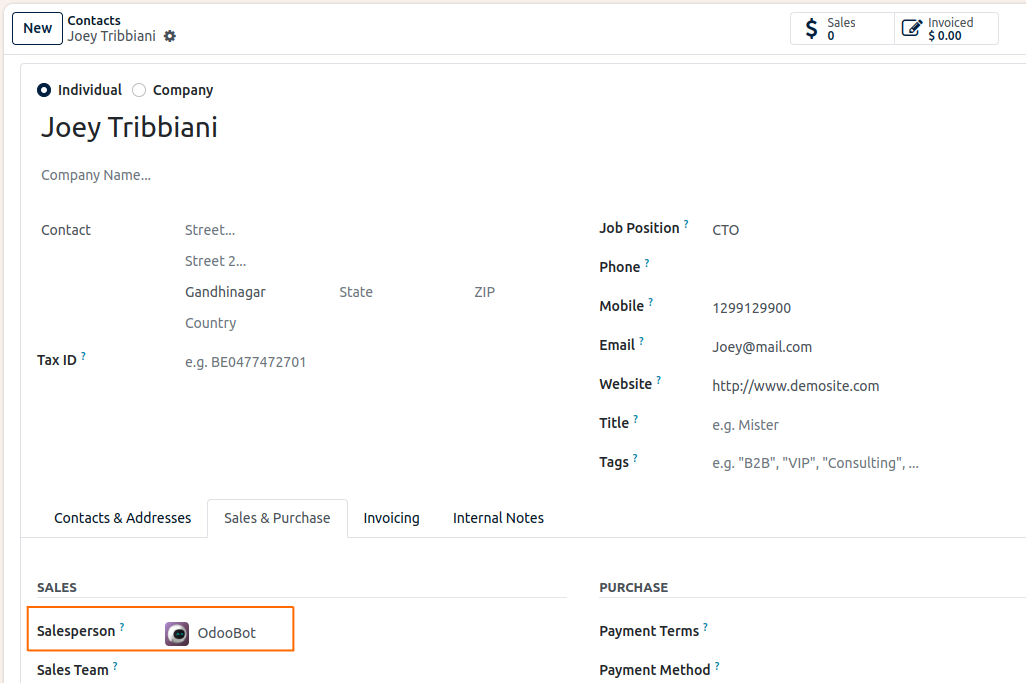 New
Contacts
Joey Tribbiani
Sales
0
Invoiced
$ 0.00
Individual
Company
Joey Tribbiani
Company Name...
Contact
Street...
Street 2...
Gandhinagar State ZIP
Country
Tax ID ?
e.g. BE0477472701
Job Position ? CTO
Phone ?
Mobile ? 1299129900
Email ? Joey@mail.com
Website ? http://www.demosite.com
Title ? e.g. Mister
Tags ? e.g. "B2B", "VIP", "Consulting", ...
Contacts & Addresses Sales & Purchase Invoicing Internal Notes
SALES
Salesperson ? OdooBot
Sales Team ?
PURCHASE
Payment Terms ?
Payment Method ?